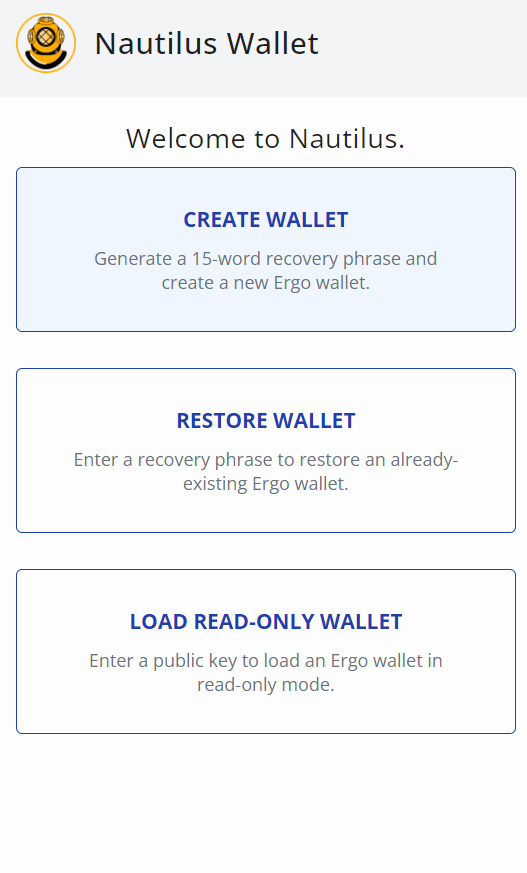 Nautilus Wallet
Welcome to Nautilus.
CREATE WALLET
Generate a 15-word recovery phrase and
create a new Ergo wallet.
RESTORE WALLET
Enter a recovery phrase to restore an already-
existing Ergo wallet.
LOAD READ-ONLY WALLET
Enter a public key to load an Ergo wallet in
read-only mode.